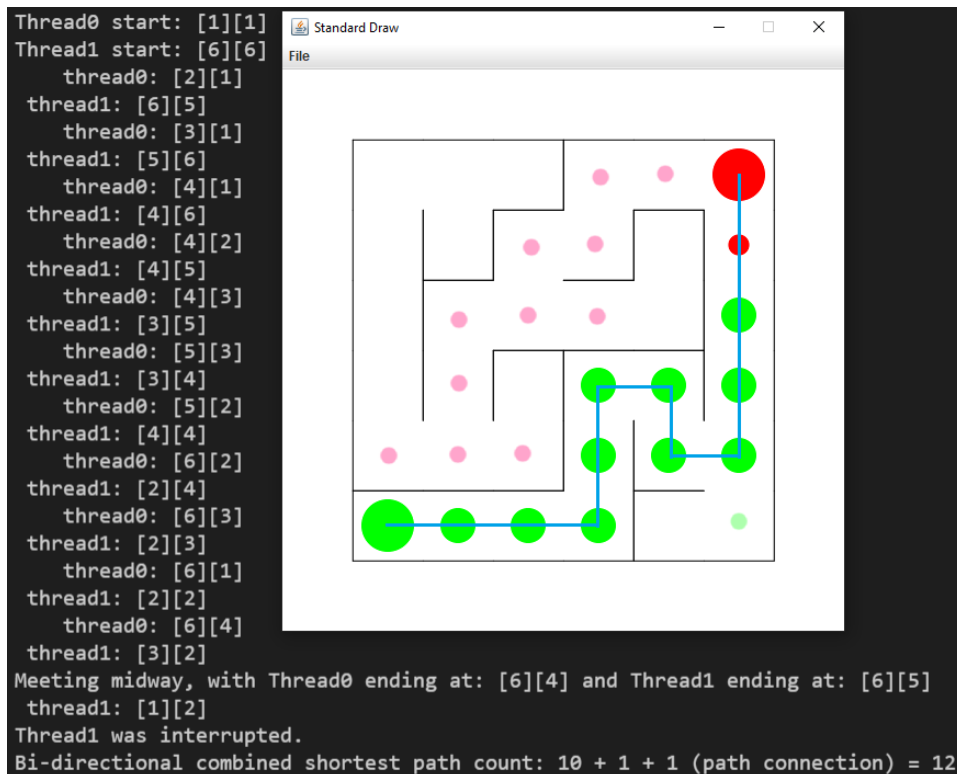 Thread0 start: [1][1]
Thread1 start: [6][6]
thread0: [2][1]
thread1: [6][5]
thread0: [3][1]
thread1: [5][6]
thread0: [4][1]
thread1: [4][6]
thread0: [4][2]
thread1: [4][5]
thread0: [4][3]
thread1: [3][5]
thread0: [5][3]
thread1: [3][4]
thread0: [5][2]
thread1: [4][4]
thread0: [6][2]
thread1: [2][4]
thread0: [6][3]
thread1: [2][3]
thread0: [6][1]
thread1: [2][2]
thread0: [6][4]
thread1: [3][2]
Meeting midway, with Thread0 ending at: [6][4] and Thread1 ending at: [6][5]
thread1: [1][2]
Thread1 was interrupted.
Bi-directional combined shortest path count: 10 + 1 + 1 (path connection) = 12
Standard Draw
File